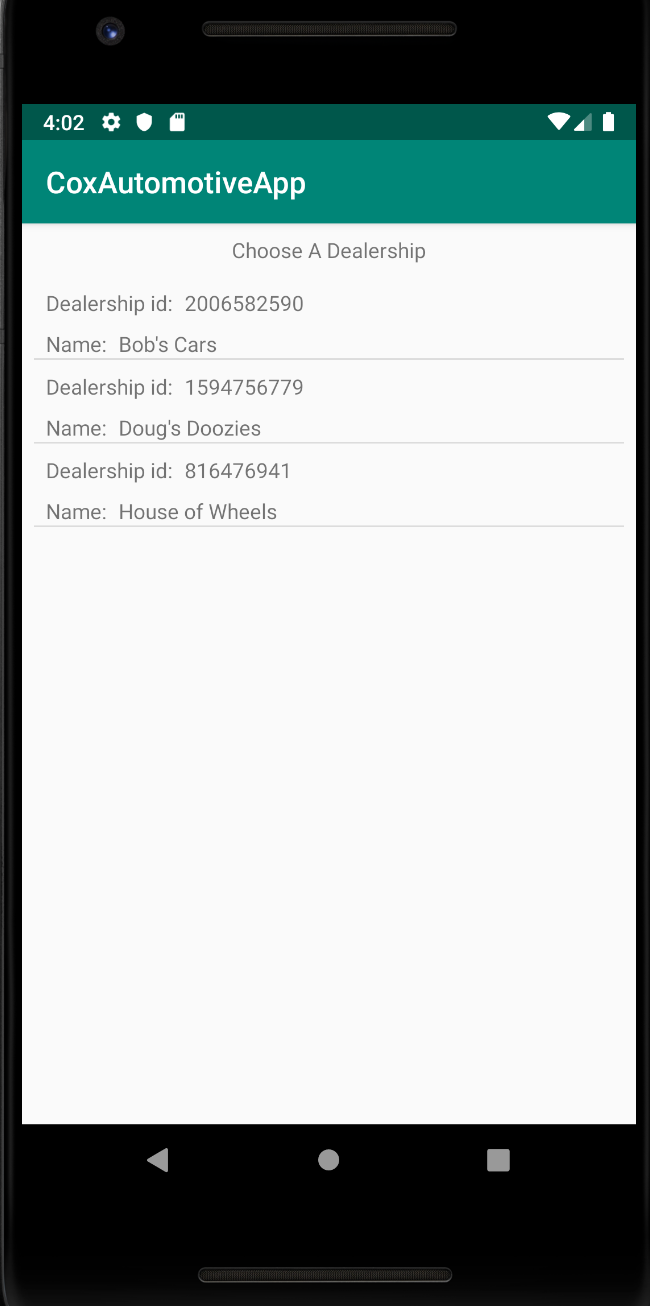 4:02
CoxAutomotiveApp
Choose A Dealership
Dealership id: 2006582590
Name: Bob's Cars
Dealership id: 1594756779
Name: Doug's Doozies
Dealership id: 816476941
Name: House of Wheels